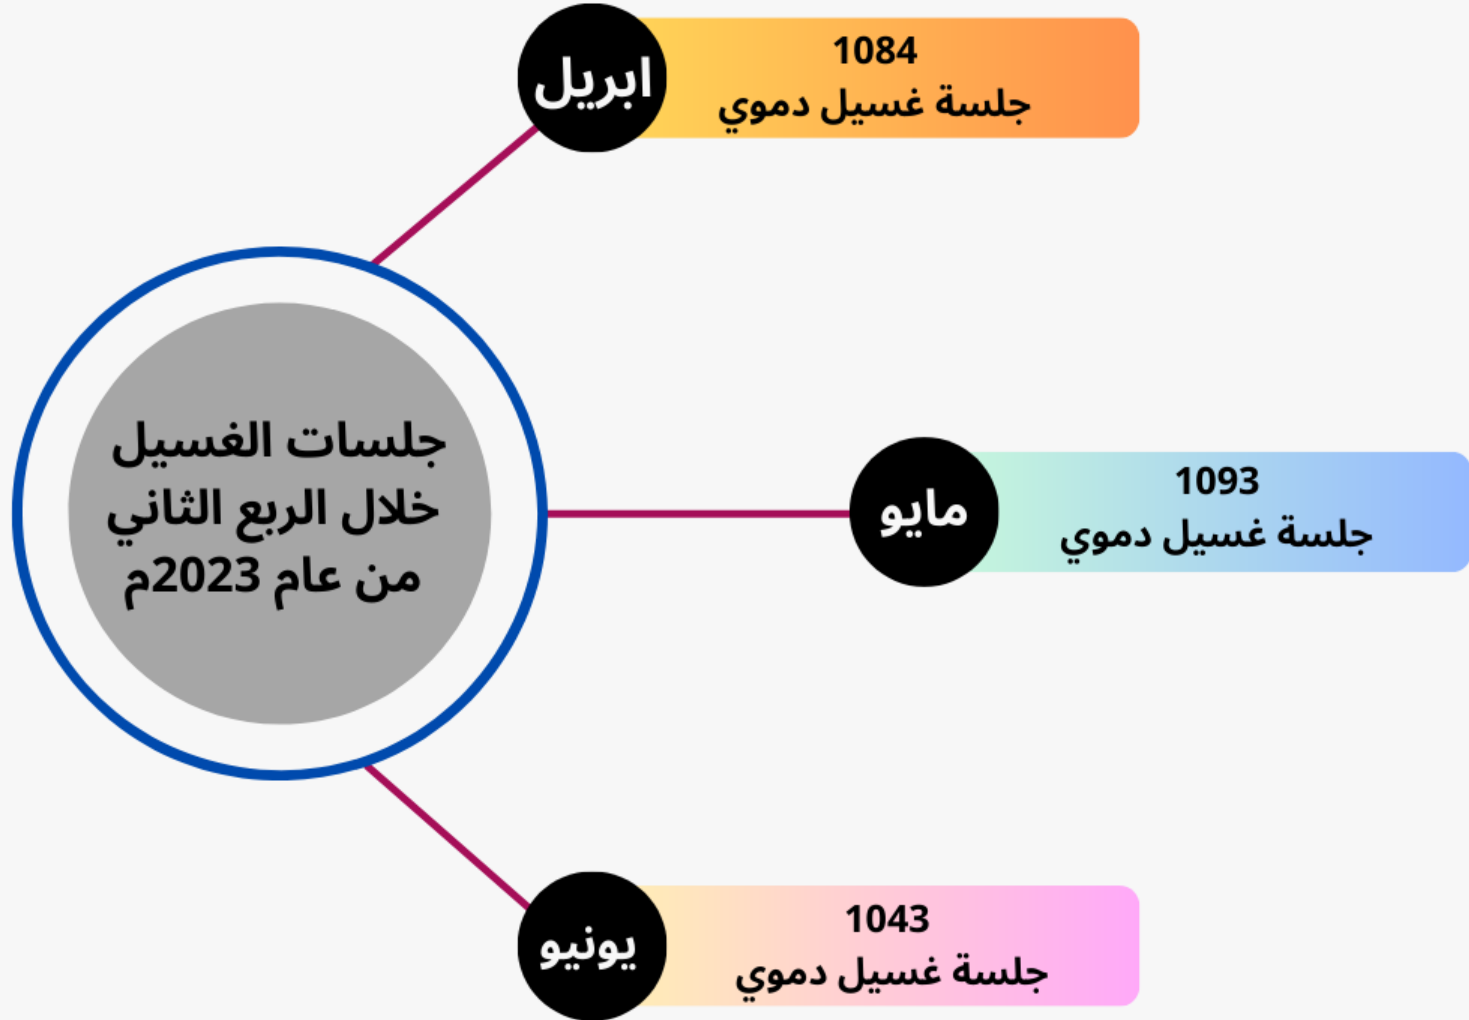 ابريل
1084
جلسة غسيل دموي
جلسات الغسيل
خلال الربع الثاني
من عام 2023م
مايو
1093
جلسة غسيل دموي
يونيو
1043
جلسة غسيل دموي